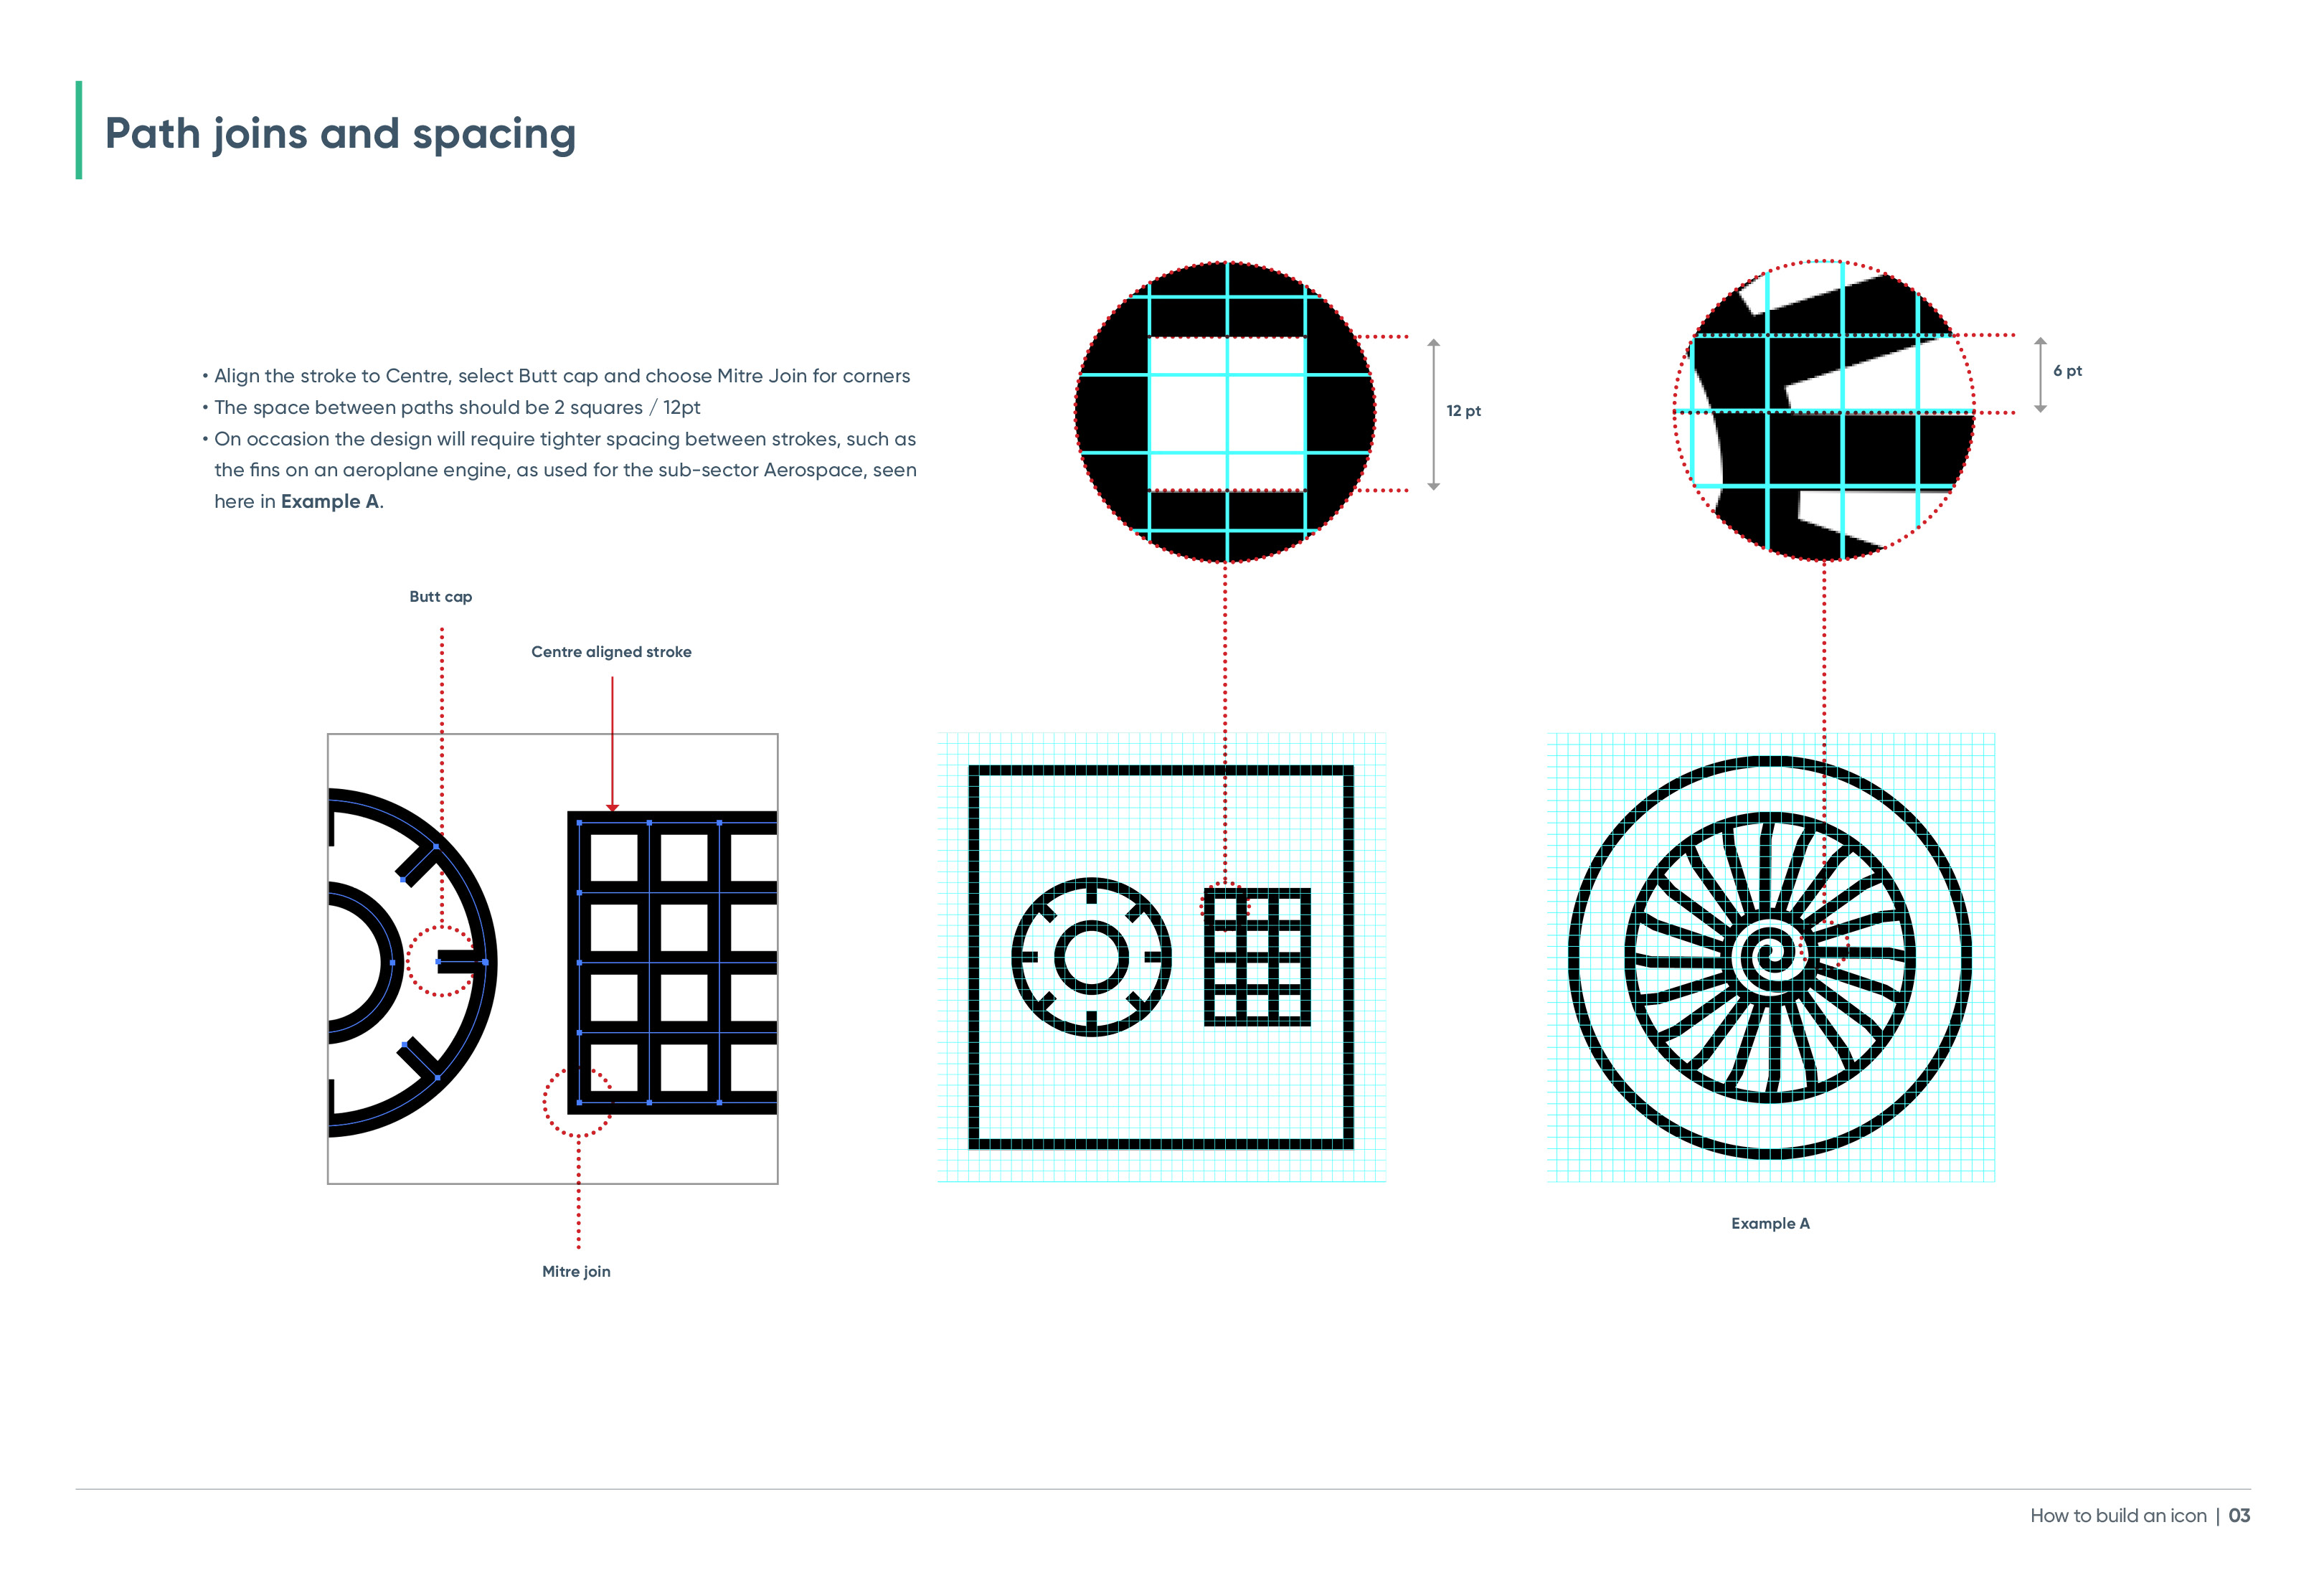 Path joins and spacing
• Align the stroke to Centre, select Butt cap and choose Mitre Join for corners
• The space between paths should be 2 squares / 12pt
• On occasion the design will require tighter spacing between strokes, such as
the fins on an aeroplane engine, as used for the sub-sector Aerospace, seen
here in Example A.
12 pt
6 pt
Butt cap
Centre aligned stroke
Mitre join
Example A
How to build an icon | 03